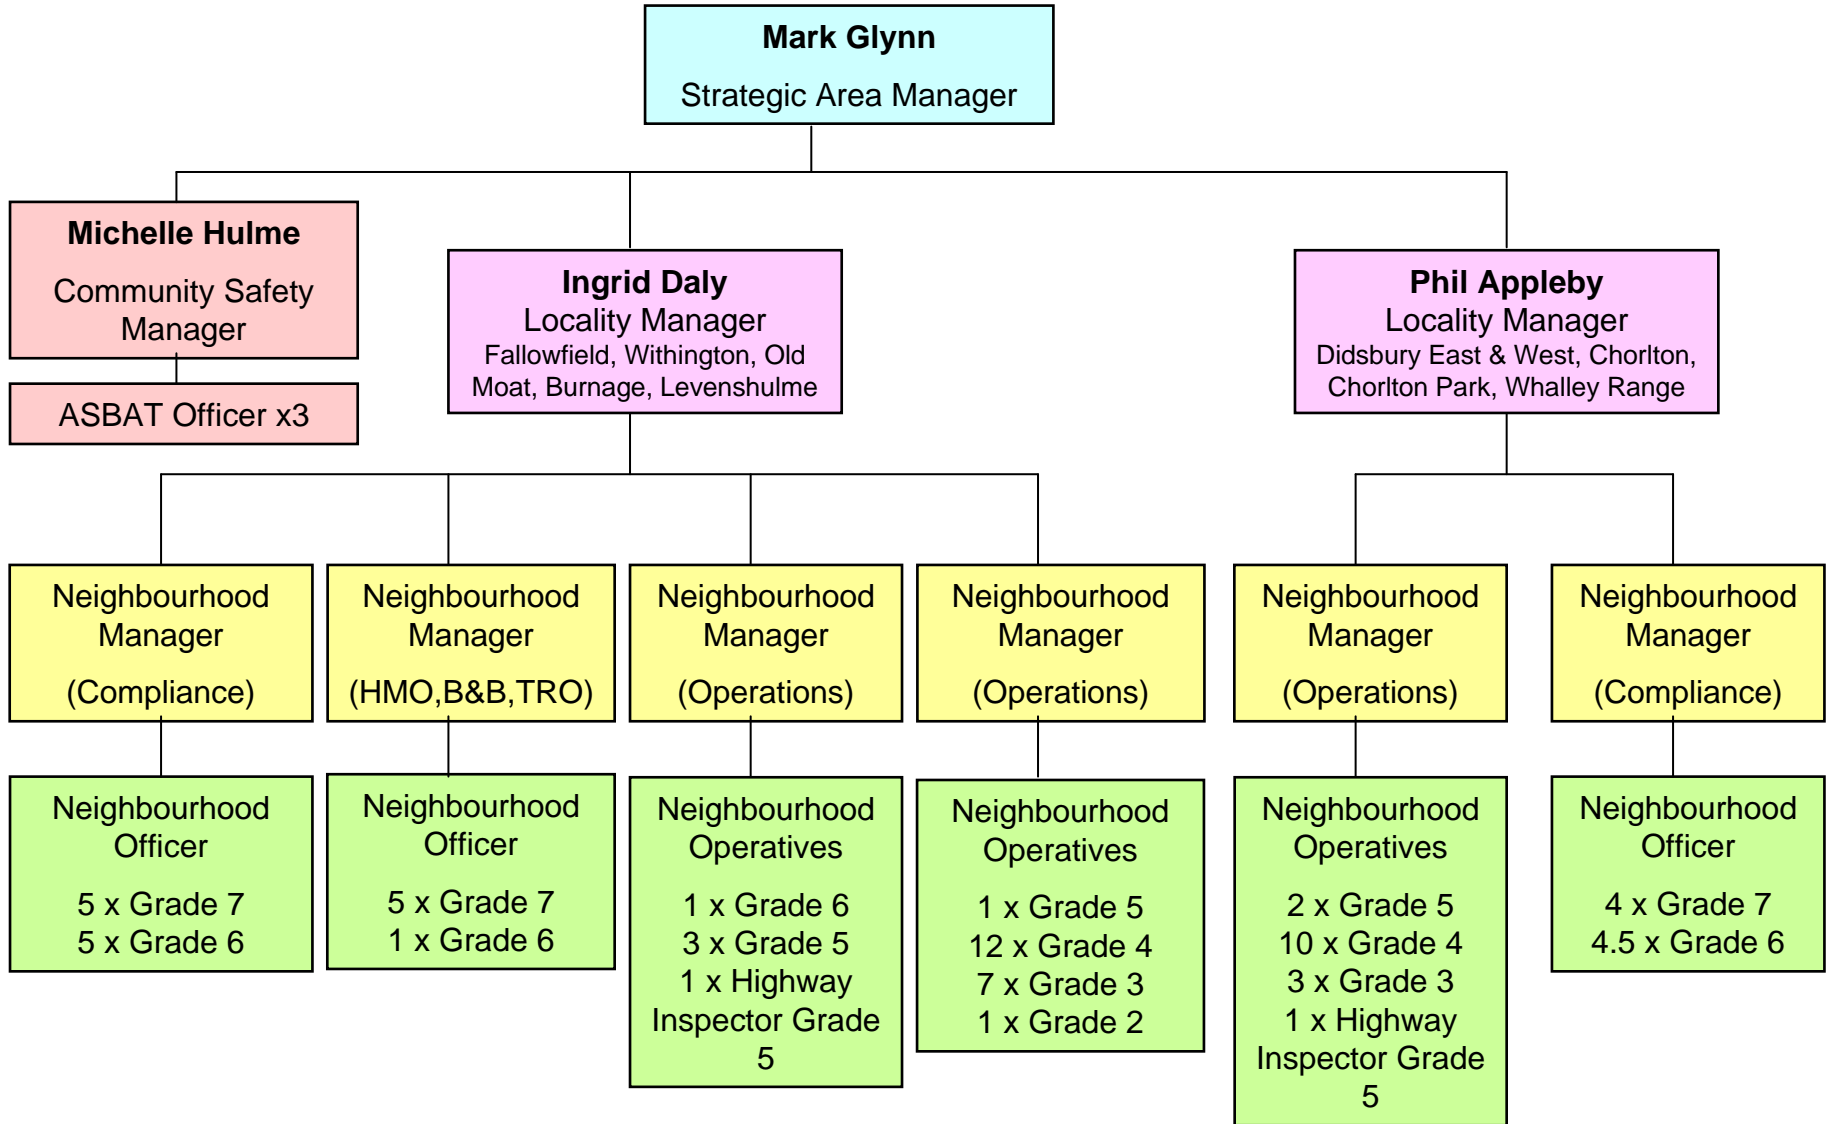 Mark Glynn
Strategic Area Manager
Michelle Hulme
Community Safety
Manager
ASBAT Officer x3
Ingrid Daly
Locality Manager
Fallowfield, Withington, Old
Moat, Burnage, Levenshulme
Phil Appleby
Locality Manager
Didsbury East & West, Chorlton,
Chorlton Park, Whalley Range
Neighbourhood
Manager
(Compliance)
Neighbourhood
Manager
(HMO,B&B,TRO)
Neighbourhood
Manager
(Operations)
Neighbourhood
Manager
(Operations)
Neighbourhood
Manager
(Operations)
Neighbourhood
Manager
(Compliance)
Neighbourhood
Officer
5 x Grade 7
5 x Grade 6
Neighbourhood
Officer
5 x Grade 7
1 x Grade 6
Neighbourhood
Operatives
1 x Grade 6
3 x Grade 5
1 x Highway
Inspector Grade
5
Neighbourhood
Operatives
1 x Grade 5
12 x Grade 4
7 x Grade 3
1 x Grade 2
Neighbourhood
Operatives
2 x Grade 5
10 x Grade 4
3 x Grade 3
1 x Highway
Inspector Grade
5
Neighbourhood
Officer
4 x Grade 7
4.5 x Grade 6